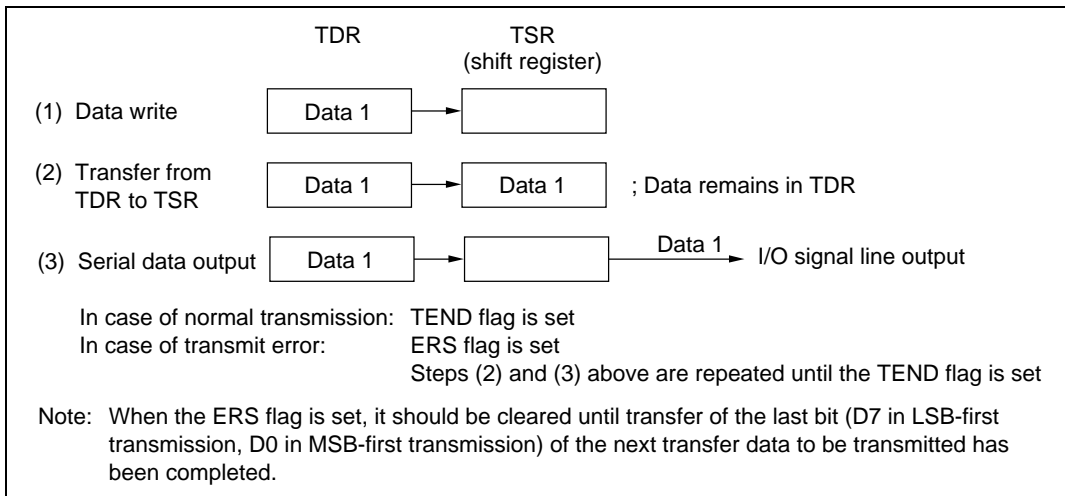 TDR TSR
(shift register)
(1) Data write Data 1
(2) Transfer from
TDR to TSR Data 1 Data 1 ; Data remains in TDR
(3) Serial data output Data 1 Data 1 I/O signal line output
In case of normal transmission: TEND flag is set
In case of transmit error: ERS flag is set
Steps (2) and (3) above are repeated until the TEND flag is set
Note: When the ERS flag is set, it should be cleared until transfer of the last bit (D7 in LSB-first
transmission, D0 in MSB-first transmission) of the next transfer data to be transmitted has
been completed.